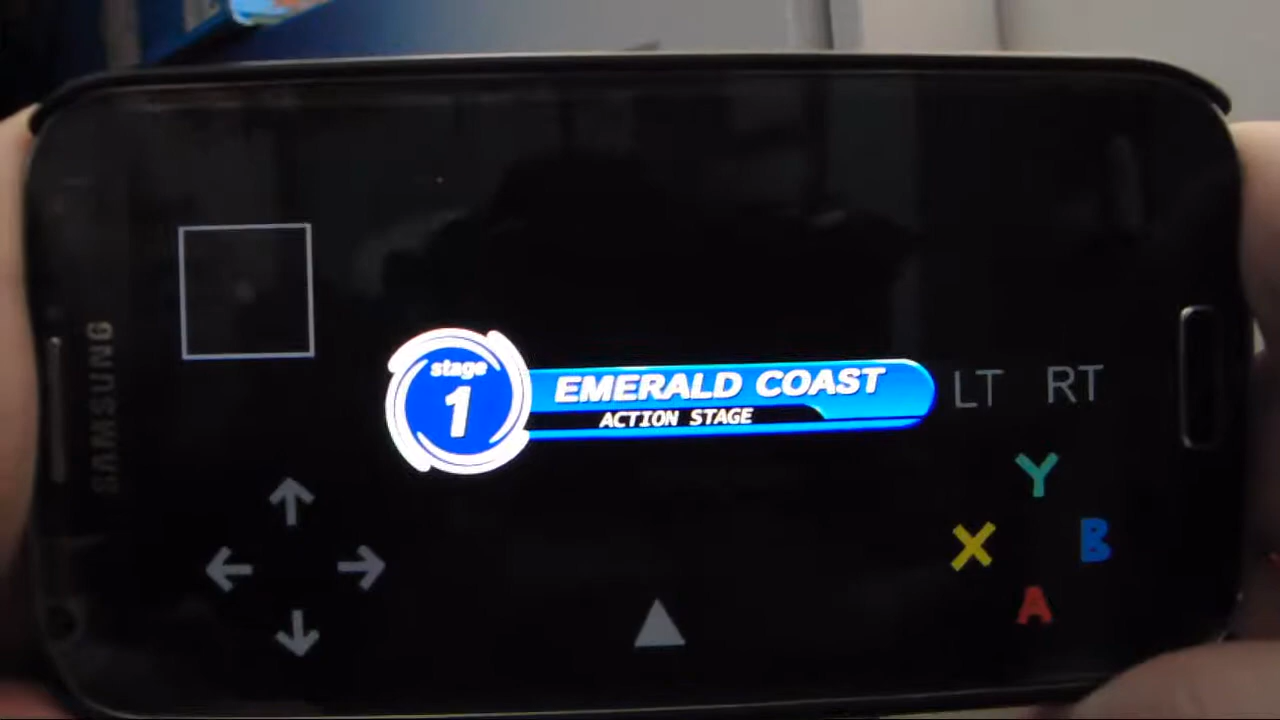 SAMSUNG
stage
1
EMERALD COAST
ACTION STAGE
LT RT
Y
X B
A